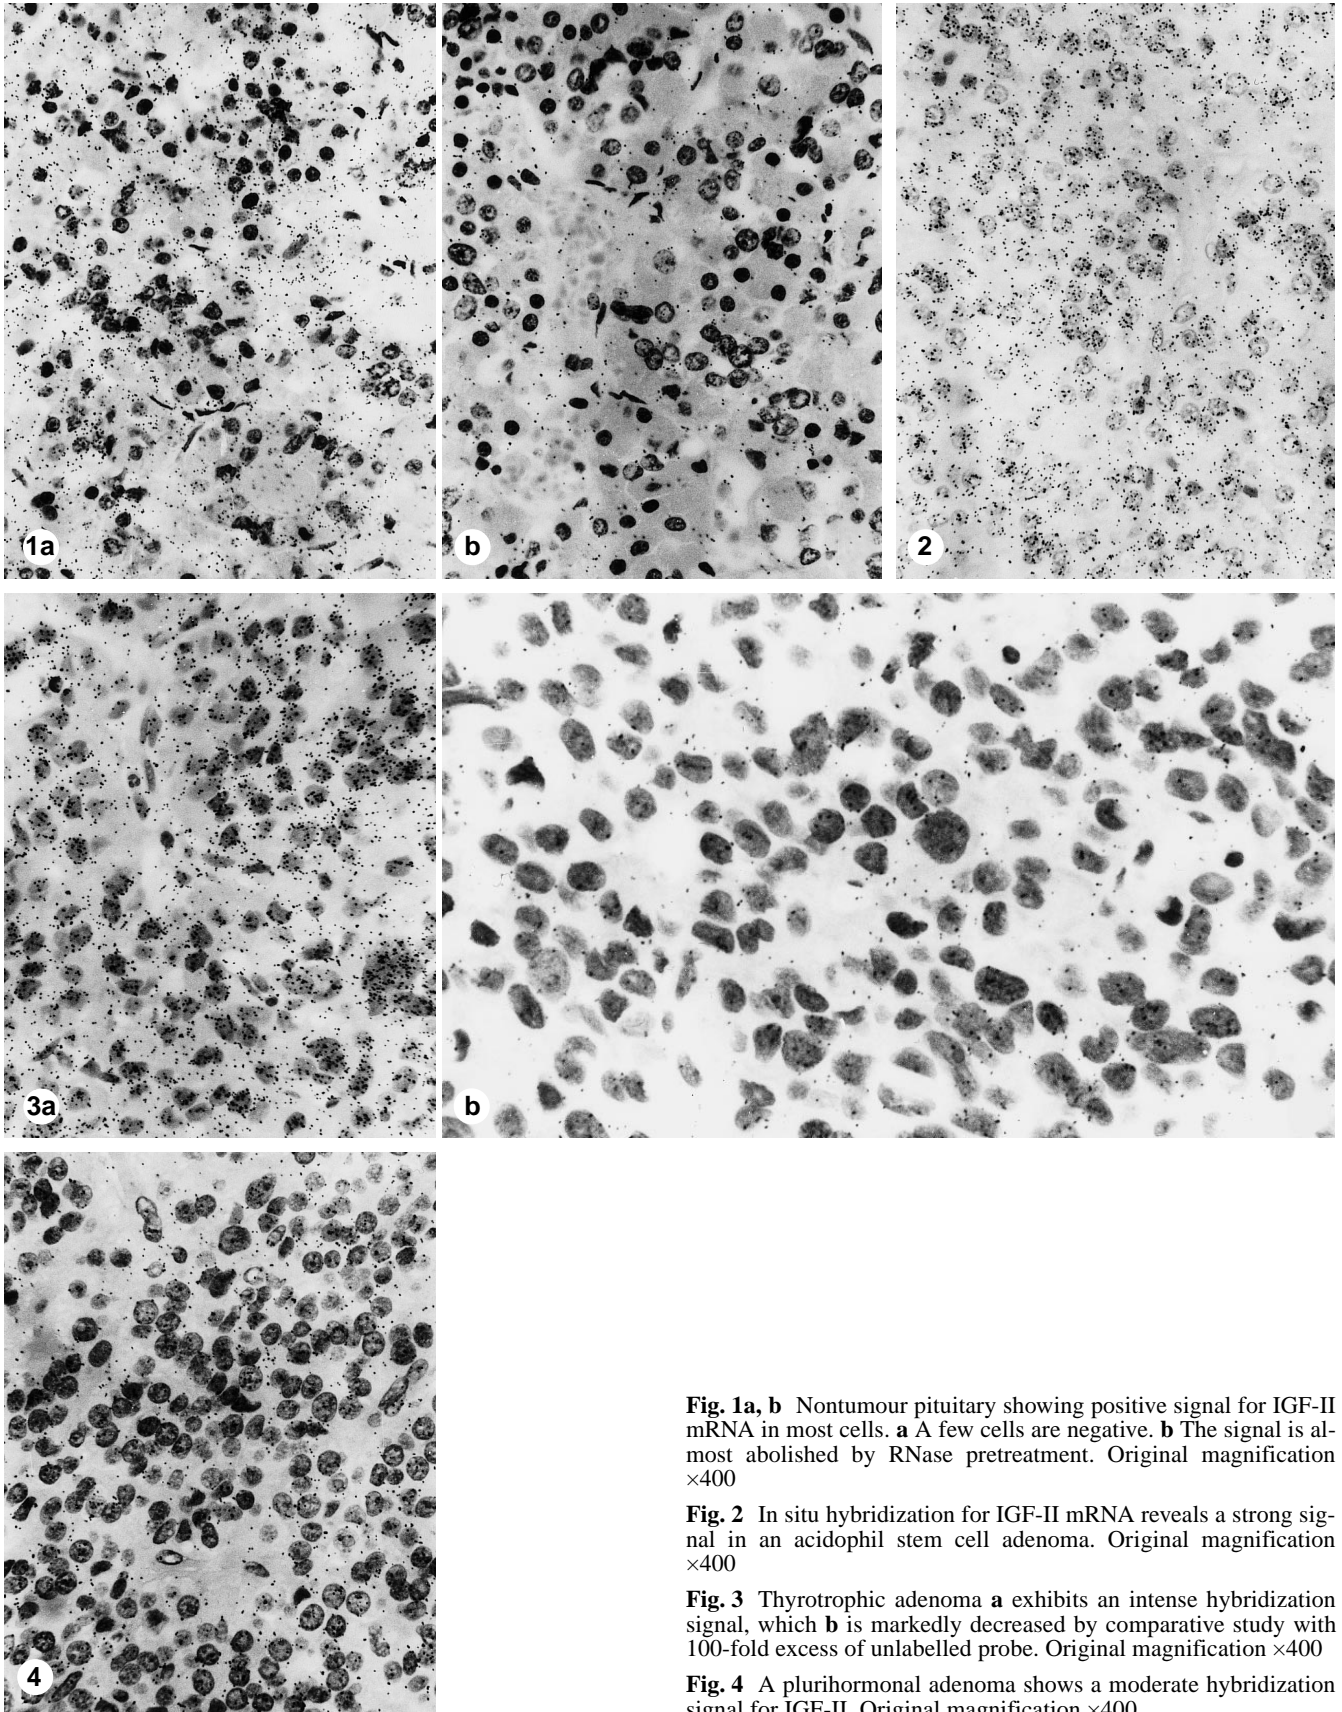 1a
b
2
3a
b
4
Fig. 1a, b Nontumour pituitary showing positive signal for IGF-II
mRNA in most cells. a A few cells are negative. b The signal is al-
most abolished by RNase pretreatment. Original magnification
×400
Fig. 2 In situ hybridization for IGF-II mRNA reveals a strong sig-
nal in an acidophil stem cell adenoma. Original magnification
×400
Fig. 3 Thyrotrophic adenoma a exhibits an intense hybridization
signal, which b is markedly decreased by comparative study with
100-fold excess of unlabelled probe. Original magnification ×400
Fig. 4 A plurihormonal adenoma shows a moderate hybridization
signal for IGF-II. Original magnification ×400